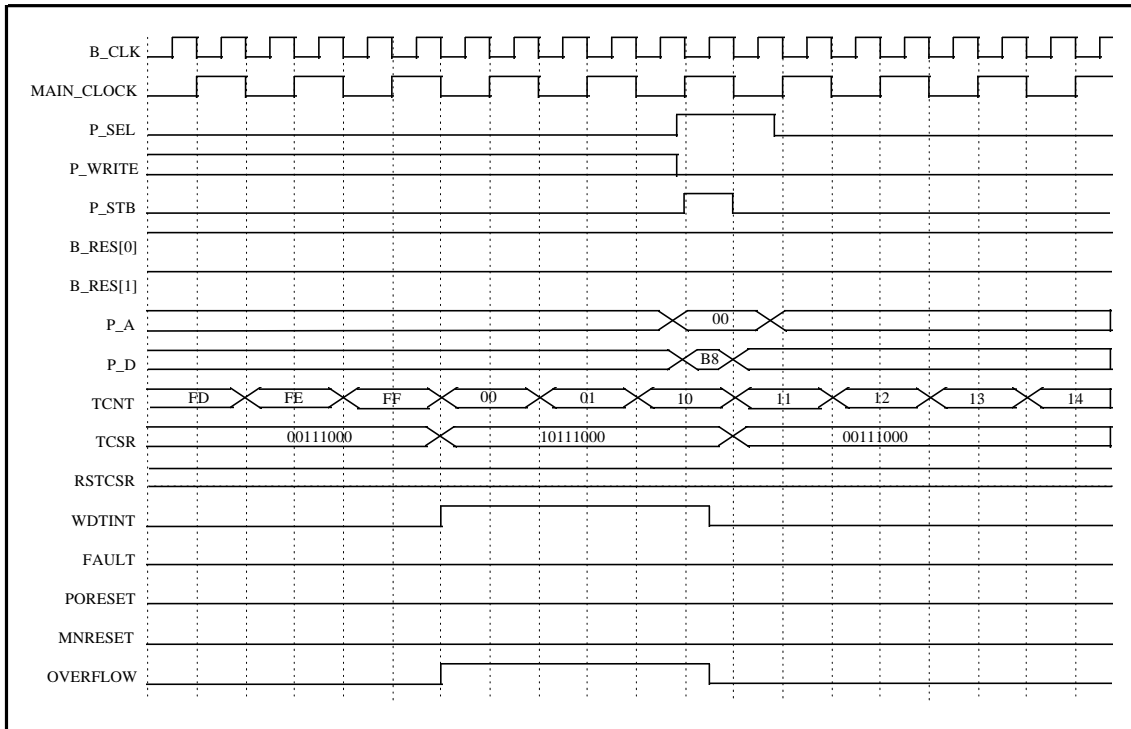 B_CLK
MAIN_CLOCK
P_SEL
P_WRITE
P_STB
B_RES[0]
B_RES[1]
P_A 00
P_D B8
TCNT FD FE FF 00 01 10 11 12 13 14
TCSR 00111000 10111000 00111000
RSTCSR
WDTINT
FAULT
PORESET
MNRESET
OVERFLOW